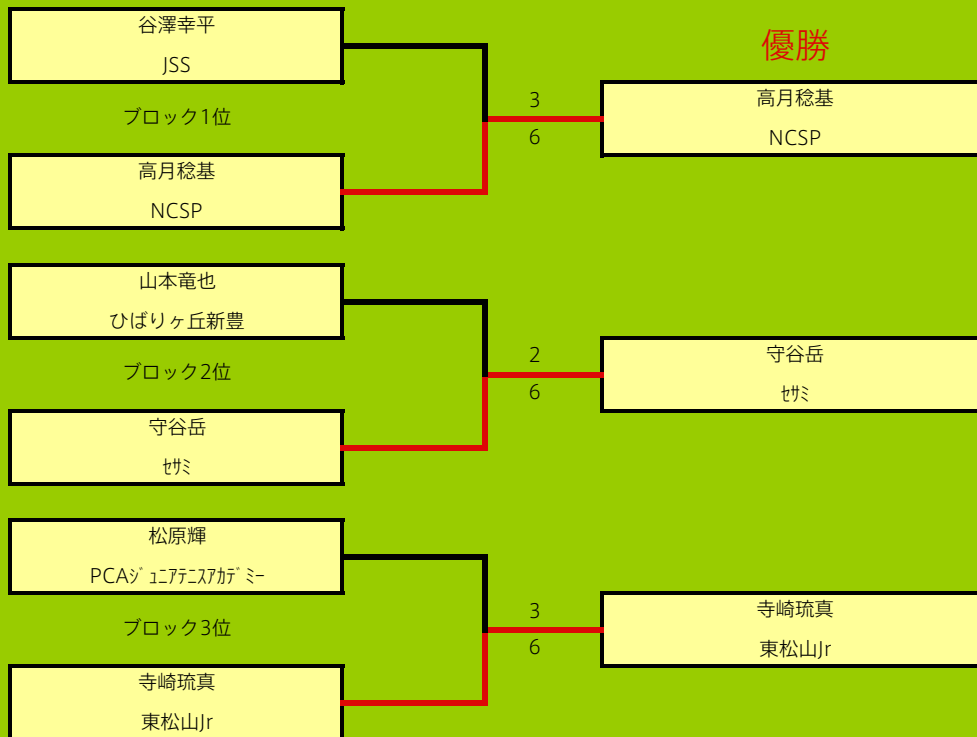 谷澤幸平
JSS
優勝
ブロック1位
3
6
高月稔基
NCSP
高月稔基
NCSP
山本竜也
ひばりヶ丘新豊
ブロック2位
2
6
守谷岳
ｾｻﾐ
守谷岳
ｾｻﾐ
松原輝
PCAｼﾞｭﾆｱﾃﾆｽｱｶﾃﾞﾐｰ
ブロック3位
3
6
寺崎琉真
東松山Jr
寺崎琉真
東松山Jr